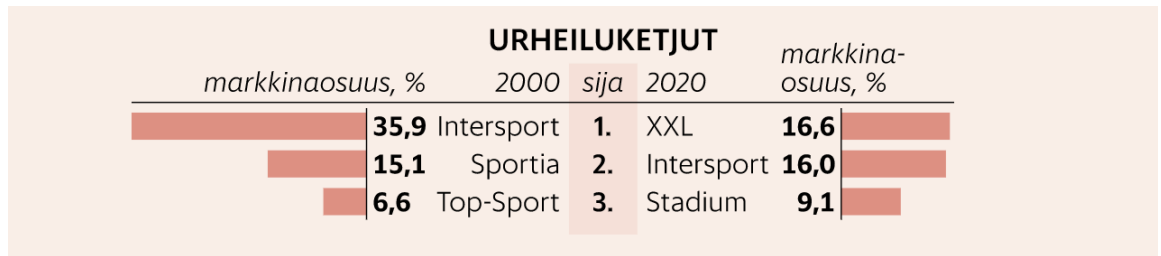 URHEILUKETJUT
markkinaosuus, % 2000 sija 2020 markkina-
osuus, %
35,9 Intersport 1. XXL 16,6
15,1 Sportia 2. Intersport 16,0
6,6 Top-Sport 3. Stadium 9,1